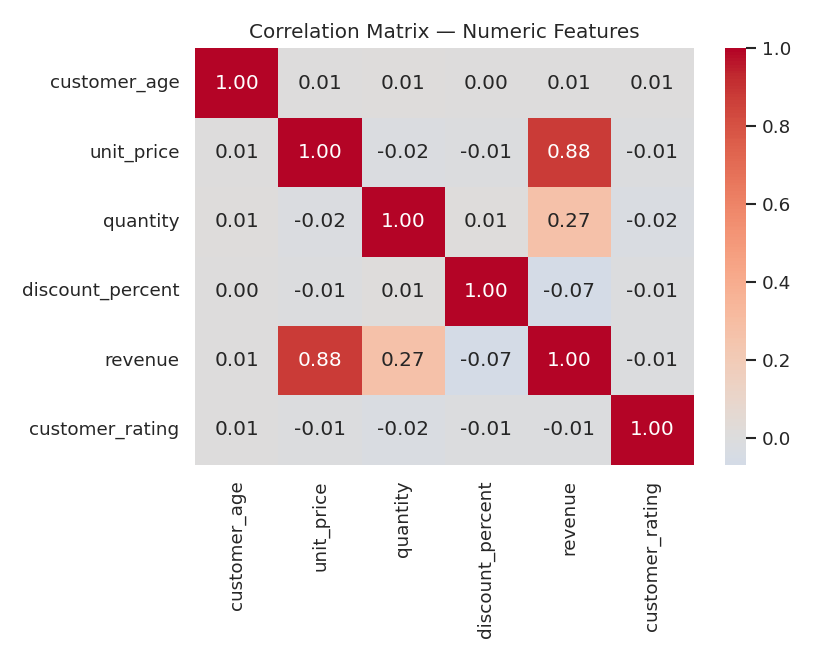 Correlation Matrix — Numeric Features
customer_age 1.00 0.01 0.01 0.00 0.01 0.01
unit_price 0.01 1.00 -0.02 -0.01 0.88 -0.01
quantity 0.01 -0.02 1.00 0.01 0.27 -0.02
discount_percent 0.00 -0.01 0.01 1.00 -0.07 -0.01
revenue 0.01 0.88 0.27 -0.07 1.00 -0.01
customer_rating 0.01 -0.01 -0.02 -0.01 -0.01 1.00
customer_age
unit_price
quantity
discount_percent
revenue
customer_rating
1.0
0.8
0.6
0.4
0.2
0.0